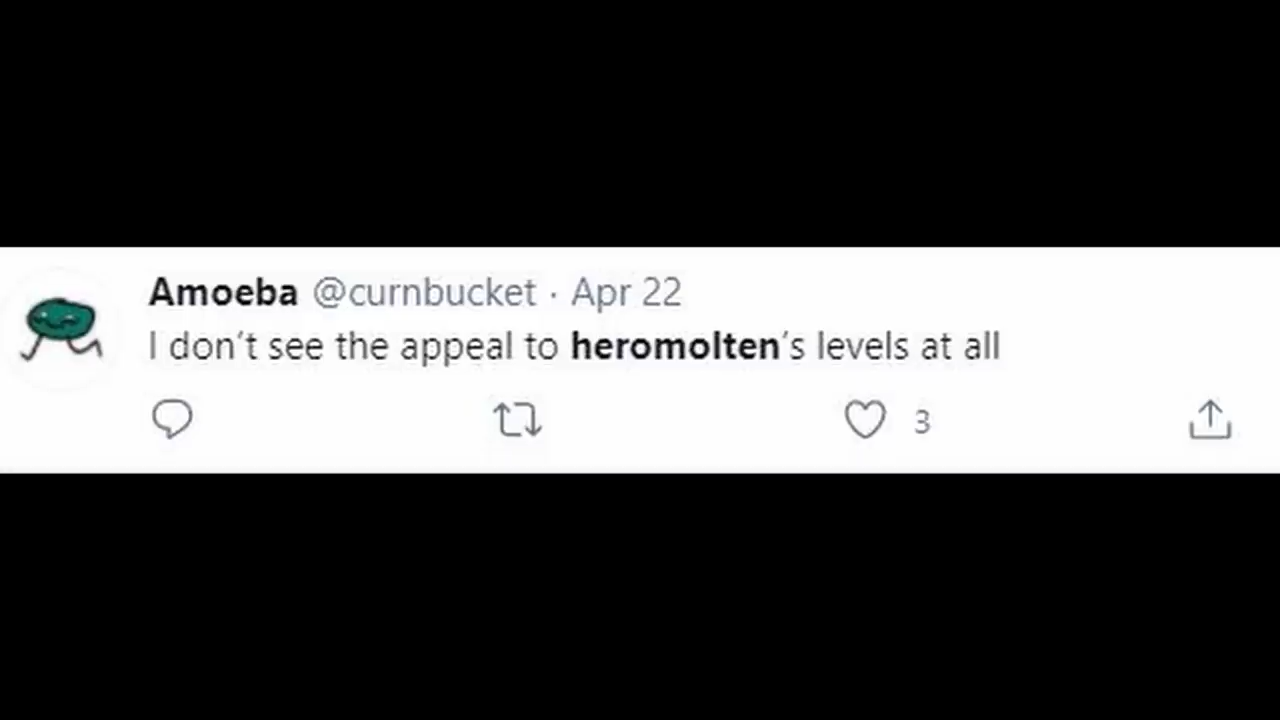 Amoeba @curnbucket · Apr 22
I don't see the appeal to heromolten's levels at all
3